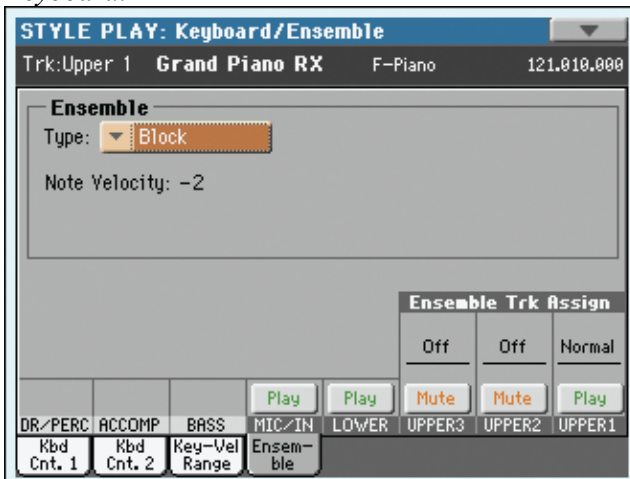 STYLE PLAY: Keyboard/Ensemble
Trk:Upper 1 Grand Piano RX F-Piano 121.010.000
Ensemble
Type: Block
Note Velocity: -2
Ensemble Trk Assign
Off Off Normal
Play Play Mute Mute Play
DR/PERC ACCOMP BASS MIC/IN LOWER UPPER3 UPPER2 UPPER1
Kbd Kbd Key-Vel Ensem-
Cnt. 1 Cnt. 2 Range ble